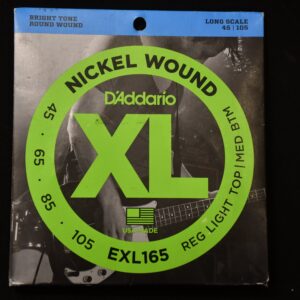 BRIGHT TONE
ROUND WOUND
LONG SCALE
45 | 105
NICKEL WOUND
D'Addario
XL
USA MADE
EXL165
45 · 65 · 85 · 105
REG LIGHT TOP | MED BTM